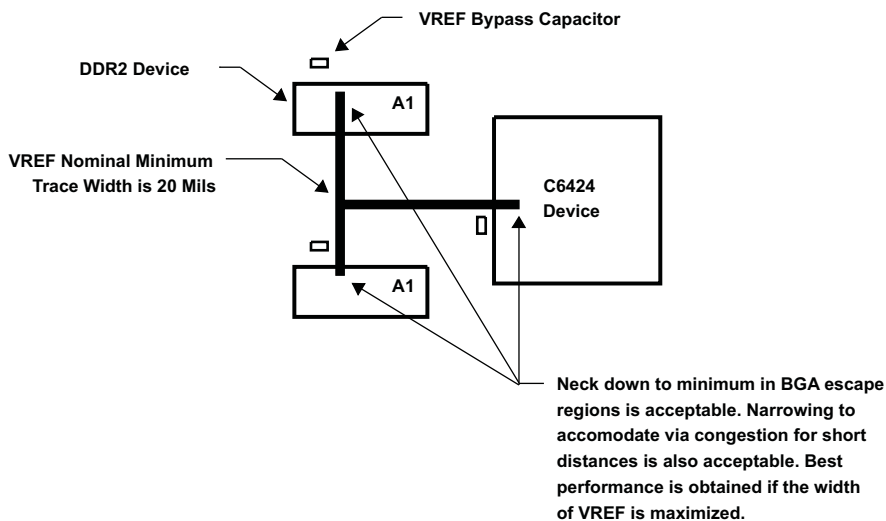 VREF Bypass Capacitor
DDR2 Device
A1
VREF Nominal Minimum
Trace Width is 20 Mils
C6424
Device
A1
Neck down to minimum in BGA escape
regions is acceptable. Narrowing to
accomodate via congestion for short
distances is also acceptable. Best
performance is obtained if the width
of VREF is maximized.